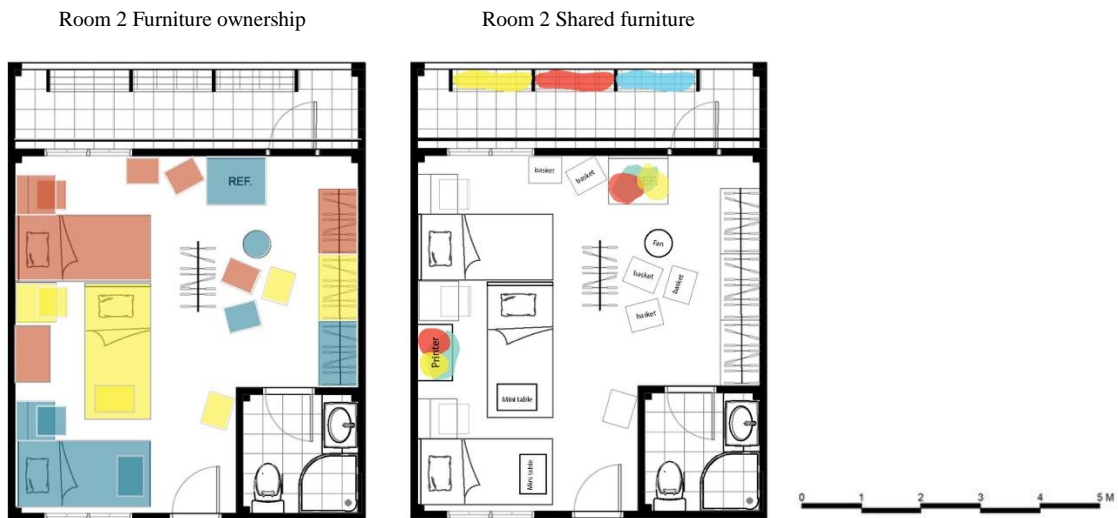 Room 2 Furniture ownership
Room 2 Shared furniture
REF.
basket
basket
REF.
Fan
basket
basket
basket
Printer
Mini table
Mini table
0 1 2 3 4 5 M